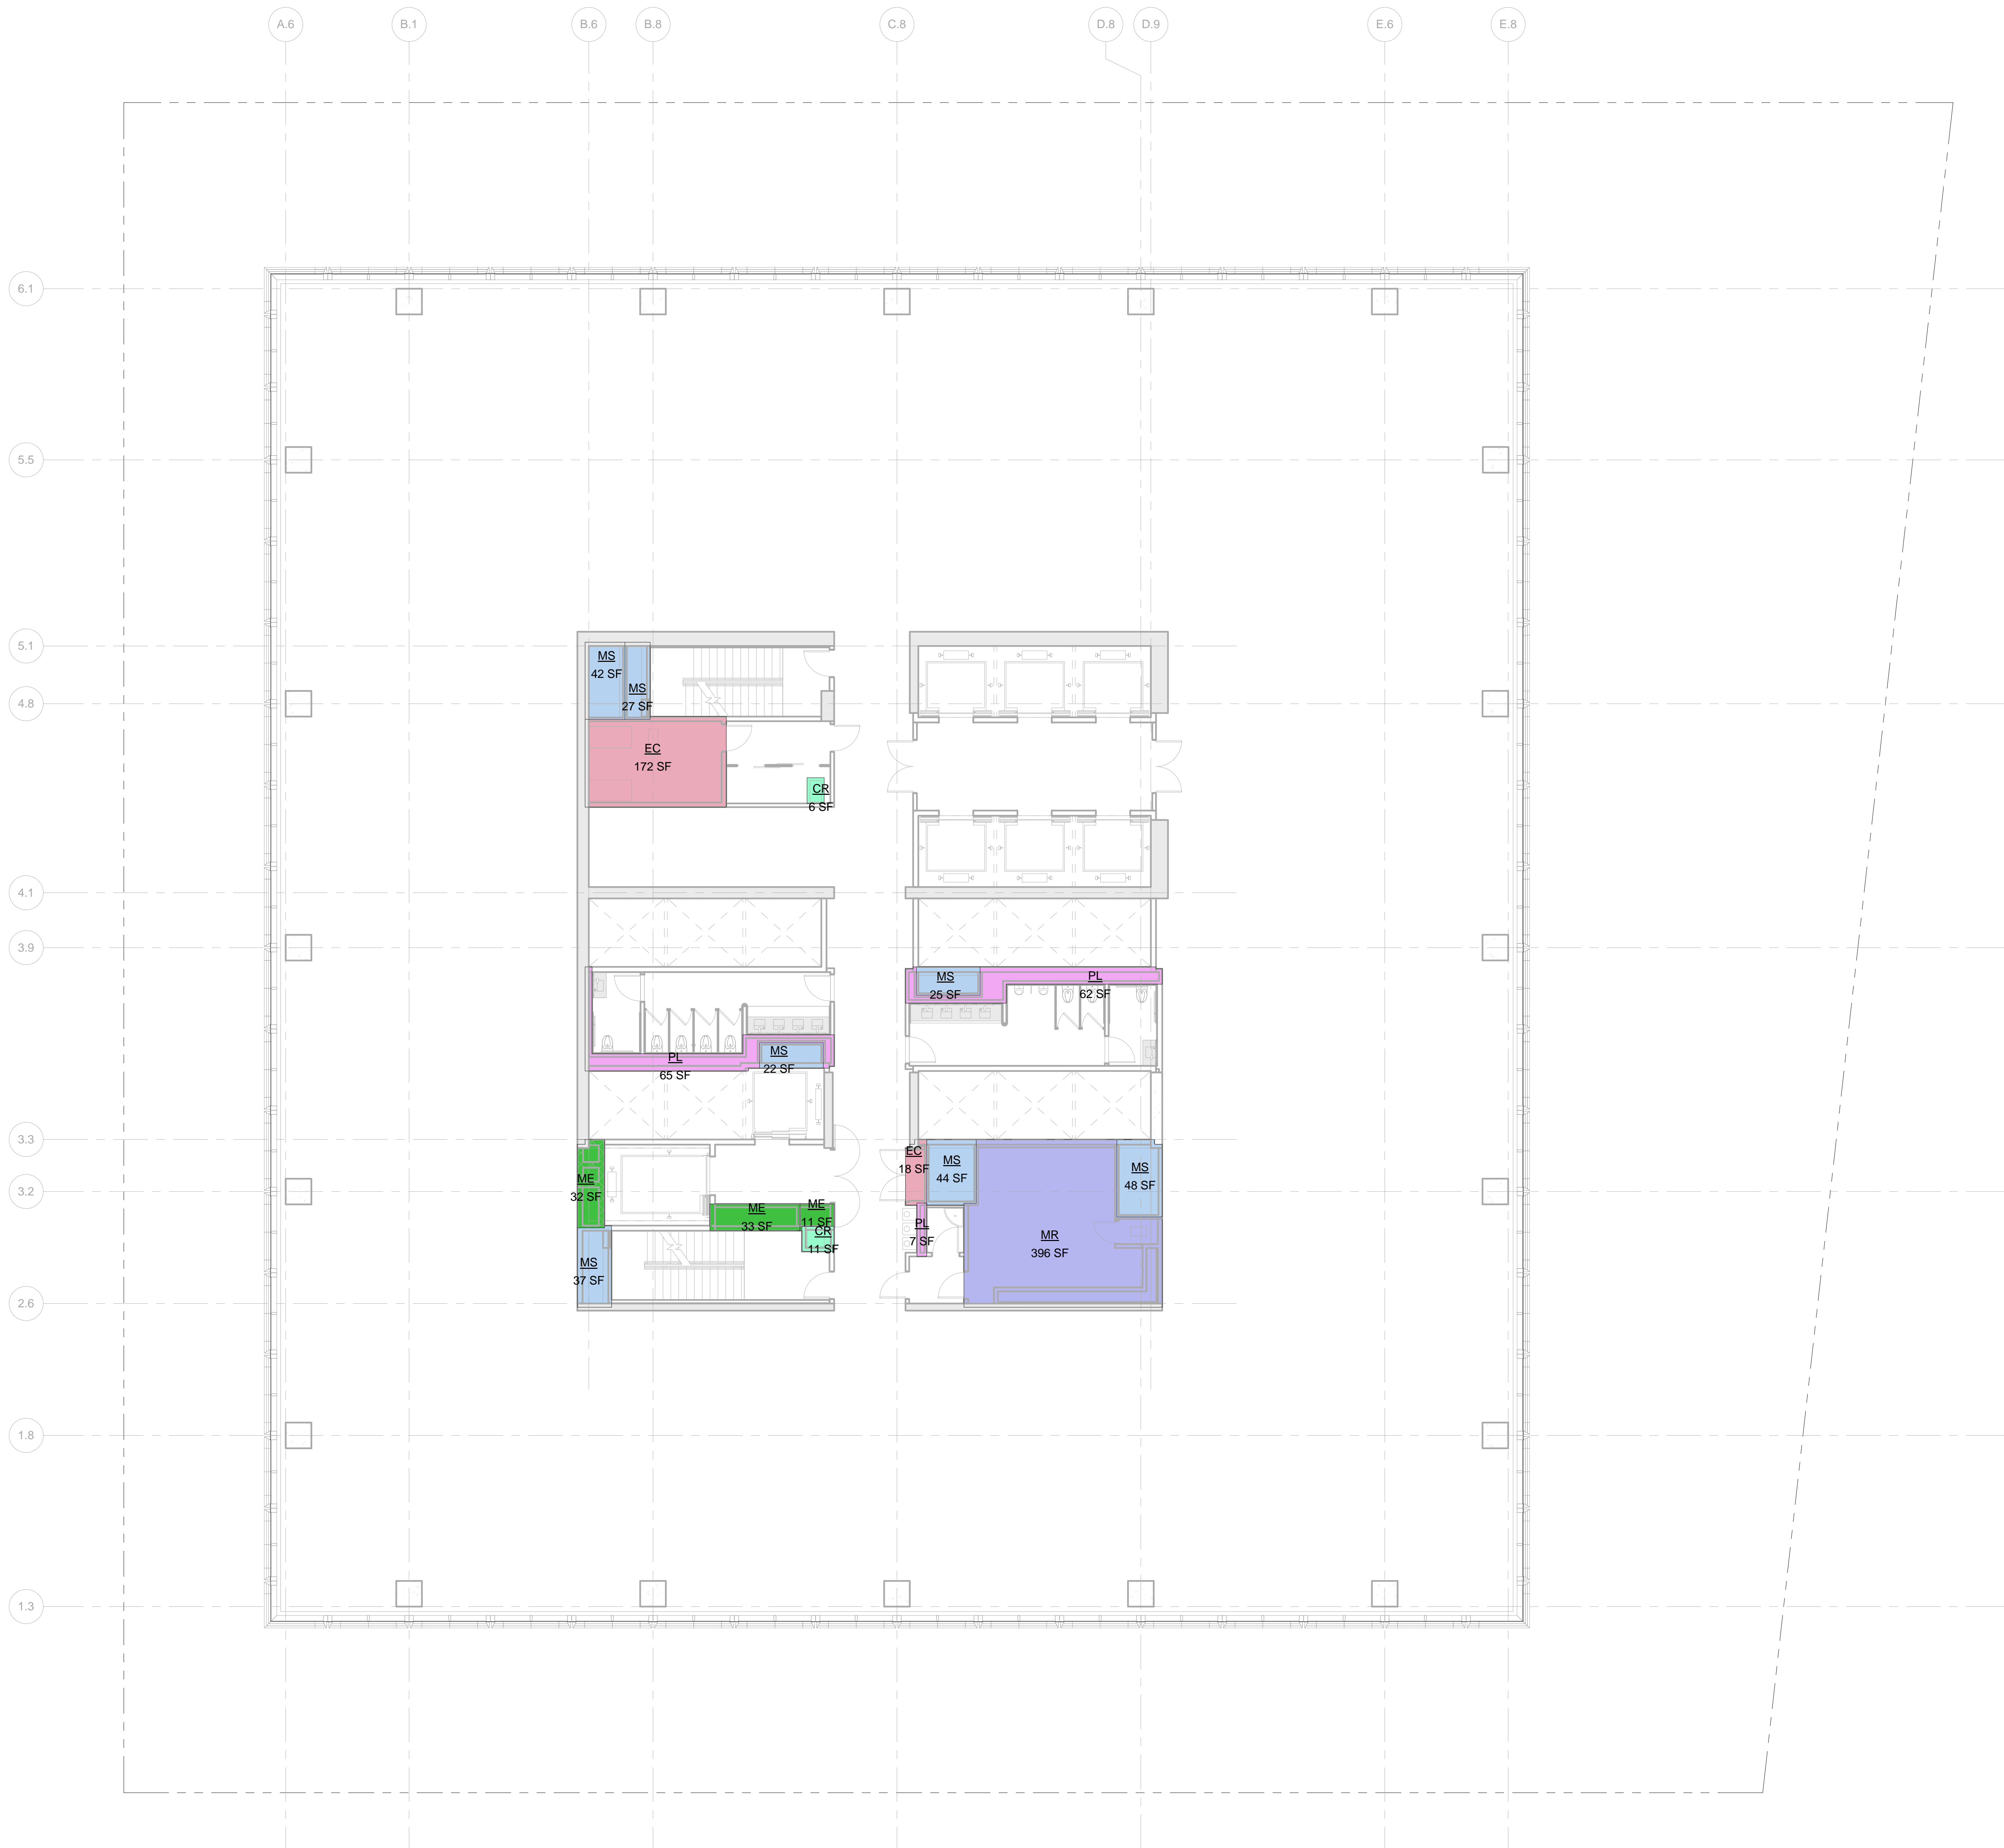 A.6 B.1 B.6 B.8 C.8 D.8 D.9 E.6 E.8
6.1
5.5
5.1
MS
42 SF
MS
27 SF
4.8
EC
172 SF
CR
6 SF
4.1
3.9
MS
25 SF
PL
62 SF
PL
65 SF
MS
22 SF
3.3
EC
18 SF
MS
44 SF
MS
48 SF
ME
32 SF
3.2
ME
33 SF
ME
11 SF
CR
11 SF
PL
7 SF
MR
396 SF
MS
37 SF
2.6
1.8
1.3